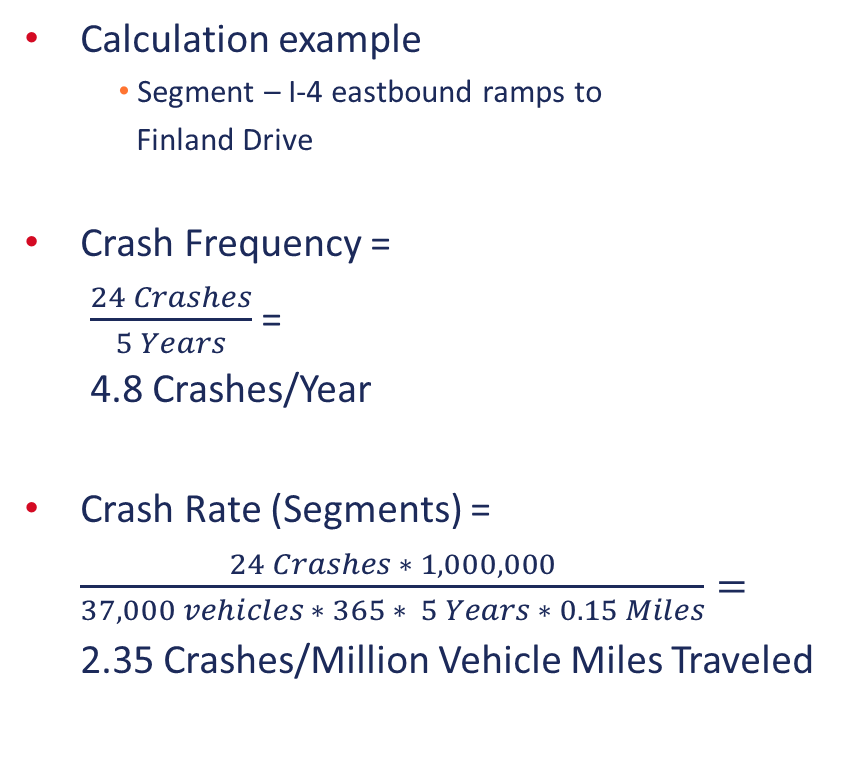 • Calculation example
• Segment – I-4 eastbound ramps to
Finland Drive
• Crash Frequency =
24 Crashes
5 Years
=
4.8 Crashes/Year
• Crash Rate (Segments) =
24 Crashes ∗ 1,000,000
37,000 vehicles ∗ 365 ∗ 5 Years ∗ 0.15 Miles
=
2.35 Crashes/Million Vehicle Miles Traveled